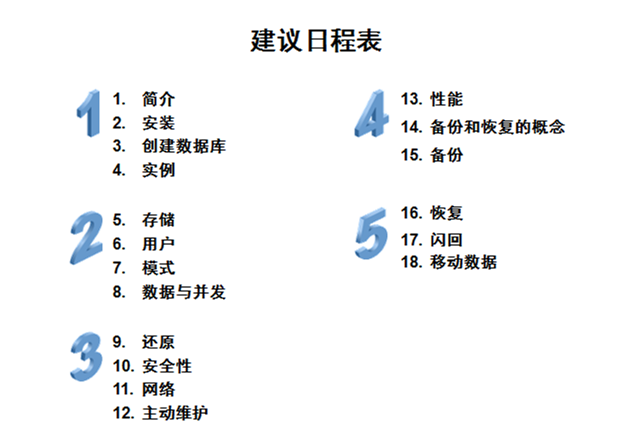 建议日程表
1
1. 简介
2. 安装
3. 创建数据库
4. 实例
2
5. 存储
6. 用户
7. 模式
8. 数据与并发
3
9. 还原
10. 安全性
11. 网络
12. 主动维护
4
13. 性能
14. 备份和恢复的概念
15. 备份
5
16. 恢复
17. 闪回
18. 移动数据